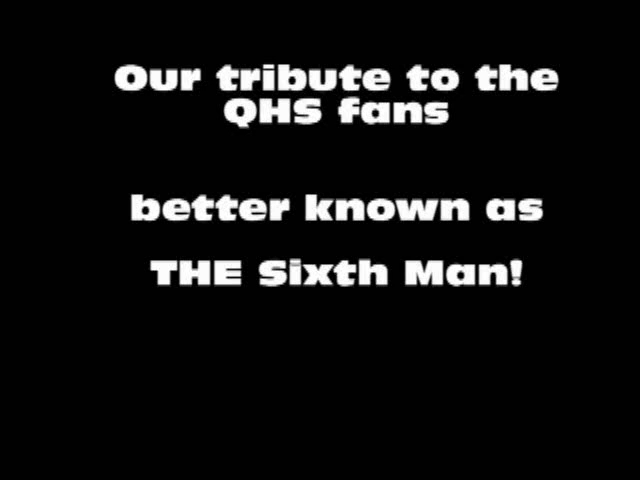 Our tribute to the
QHS fans
better known as
THE Sixth Man!